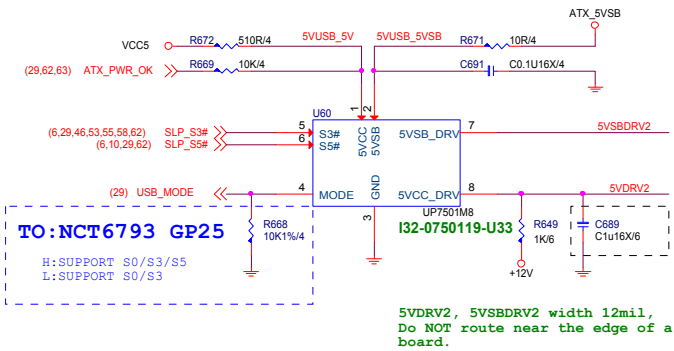 ATX_5VSB
VCC5
R672
510R/4
5VUSB_5V
5VUSB_5VSB
R671
10R/4
(29,62,63)
ATX_PWR_OK
R669
10K/4
C691
C0.1U16X/4
1
2
U60
(6,29,46,53,55,58,62)
SLP_S3#
5
S3#
5VCC
5VSB
5VSB_DRV
7
5VSBDRV2
(6,10,29,62)
SLP_S5#
6
S5#
(29)
USB_MODE
4
MODE
GND
5VCC_DRV
8
5VDRV2
3
UP7501M8
TO:NCT6793 GP25
R668
10K1%/4
I32-0750119-U33
R649
1K/6
C689
C1u16X/6
H:SUPPORT S0/S3/S5
L:SUPPORT S0/S3
+12V
5VDRV2, 5VSBDRV2 width 12mil,
Do NOT route near the edge of a
board.